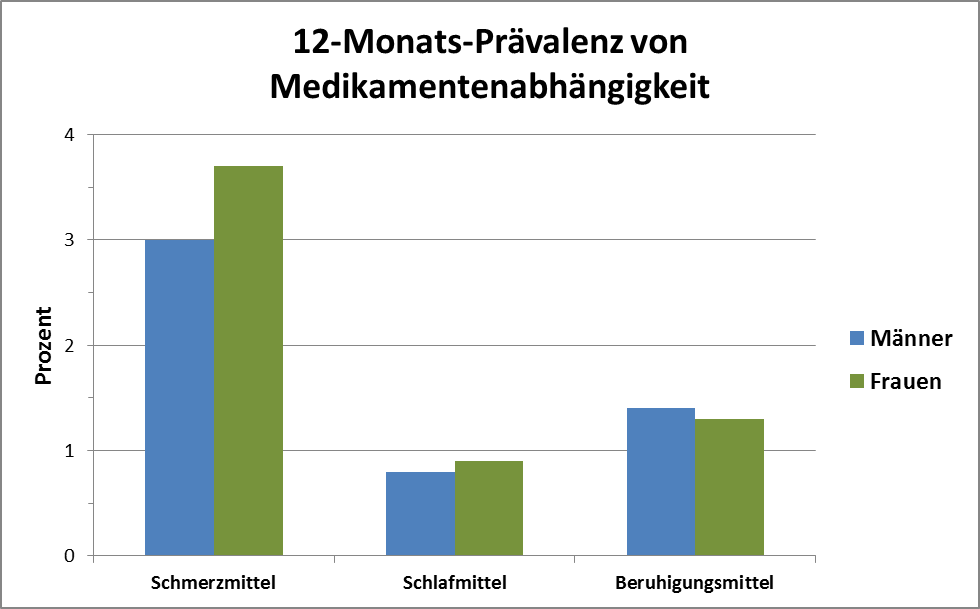 12-Monats-Prävalenz von
Medikamentenabhängigkeit
4
3
2
1
0
Prozent
Schmerzmittel
Schlafmittel
Beruhigungsmittel
Männer
Frauen